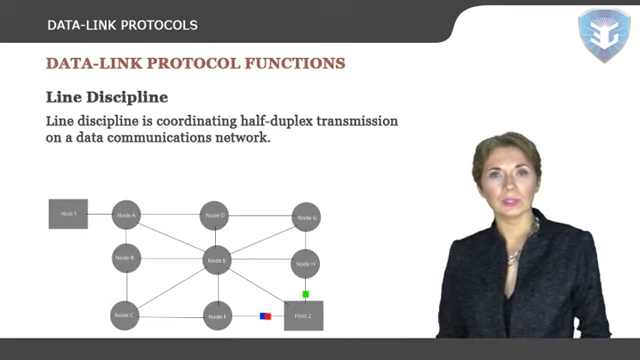 DATA-LINK PROTOCOLS
DATA-LINK PROTOCOL FUNCTIONS
Line Discipline
Line discipline is coordinating half-duplex transmission
on a data communications network.
Host 1
Node A
Node D
Node G
Node B
Node E
Node H
Node C
Node F
Host 2